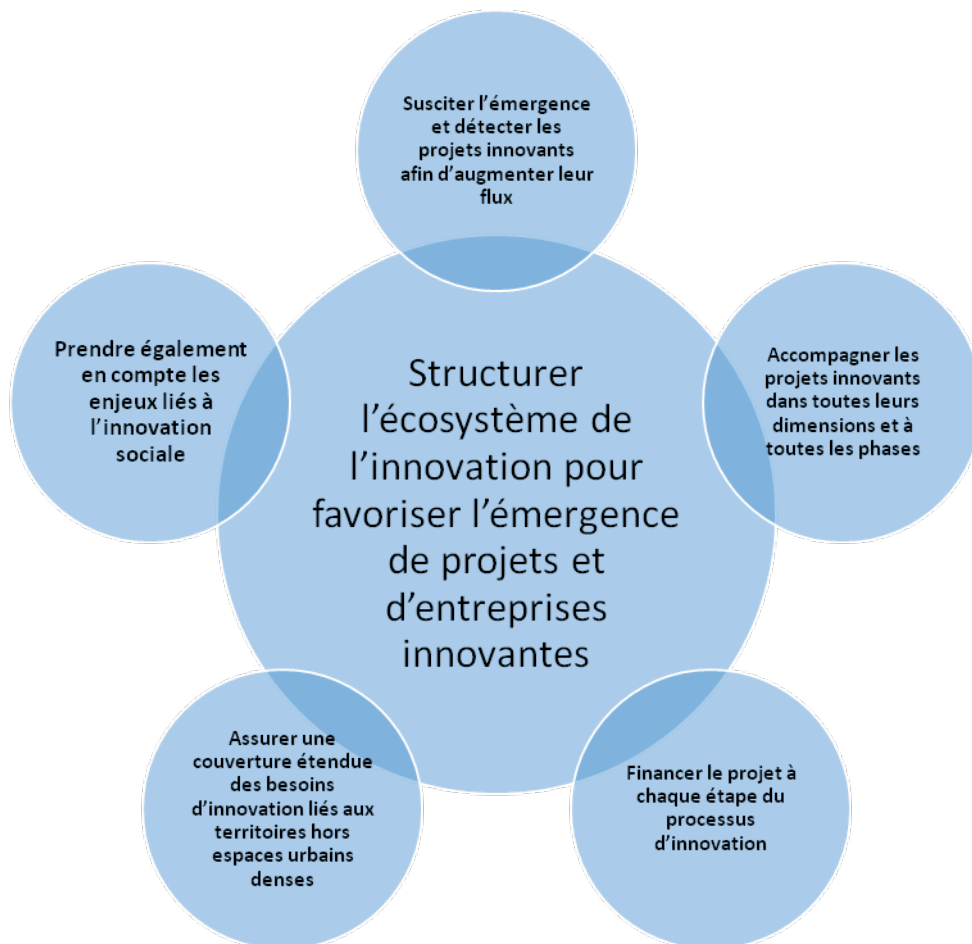 Susciter l’émergence
et détecter les
projets innovants
afin d’augmenter leur
flux
Prendre également
en compte les
enjeux liés à
l’innovation
sociale
Structurer
l’écosystème de
l’innovation pour
favoriser l’émergence
de projets et
d’entreprises
innovantes
Accompagner les
projets innovants
dans toutes leurs
dimensions et à
toutes les phases
Assurer une
couverture étendue
des besoins
d’innovation liés aux
territoires hors
espaces urbains
denses
Financer le projet à
chaque étape du
processus
d’innovation